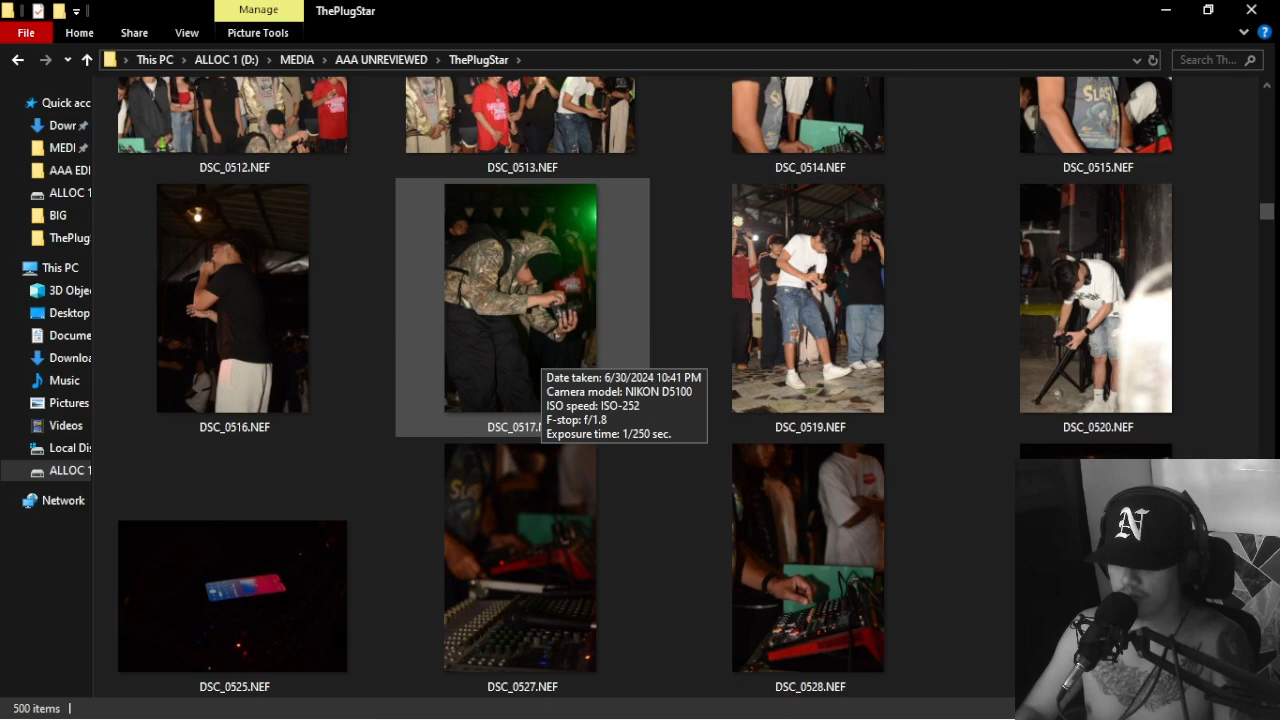 Manage
ThePlugStar
File
Home
Share
View
Picture Tools
This PC
ALLOC 1 (D:)
MEDIA
AAA UNREVIEWED
ThePlugStar
Search Th...
Quick acc
Dowr
MEDI
AAA EDI
ALLOC 1
BIG
ThePlug
This PC
3D Obje
Desktop
Docume
Downloa
Music
Pictures
Videos
Local Dis
ALLOC 1
Network
SLAS
DSC_0512.NEF
DSC_0513.NEF
DSC_0514.NEF
DSC_0515.NEF
DSC_0516.NEF
DSC_0517.N
DSC_0519.NEF
DSC_0520.NEF
Date taken: 6/30/2024 10:41 PM
Camera model: NIKON D5100
ISO speed: ISO-252
F-stop: f/1.8
Exposure time: 1/250 sec.
DSC_0525.NEF
DSC_0527.NEF
DSC_0528.NEF
N
500 items